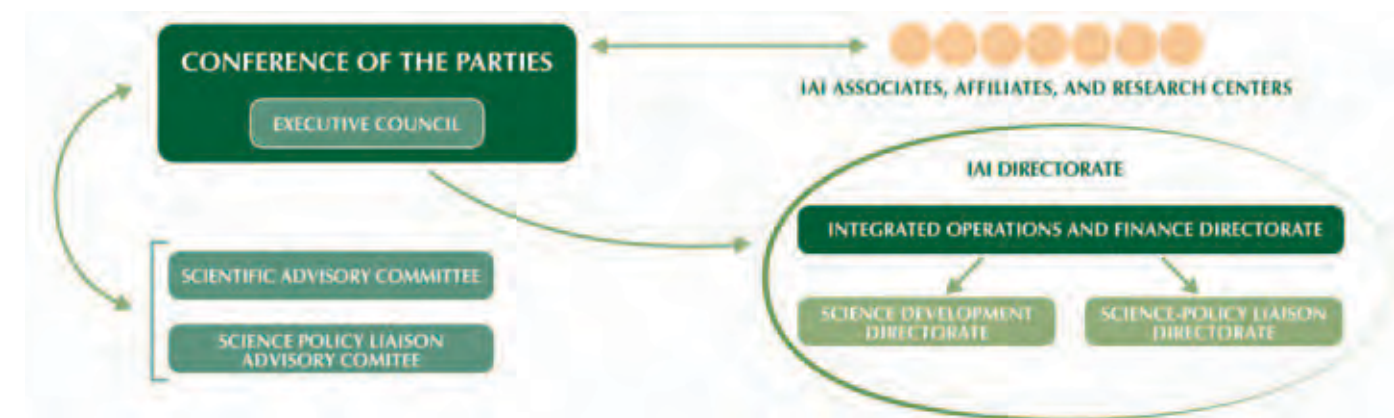 CONFERENCE OF THE PARTIES
EXECUTIVE COUNCIL
IAI ASSOCIATES, AFFILIATES, AND RESEARCH CENTERS
IAI DIRECTORATE
INTEGRATED OPERATIONS AND FINANCE DIRECTORATE
SCIENCE DEVELOPMENT
DIRECTORATE
SCIENCE-POLICY LIAISON
DIRECTORATE
SCIENTIFIC ADVISORY COMMITTEE
SCIENCE POLICY LIAISON
ADVISORY COMITEE